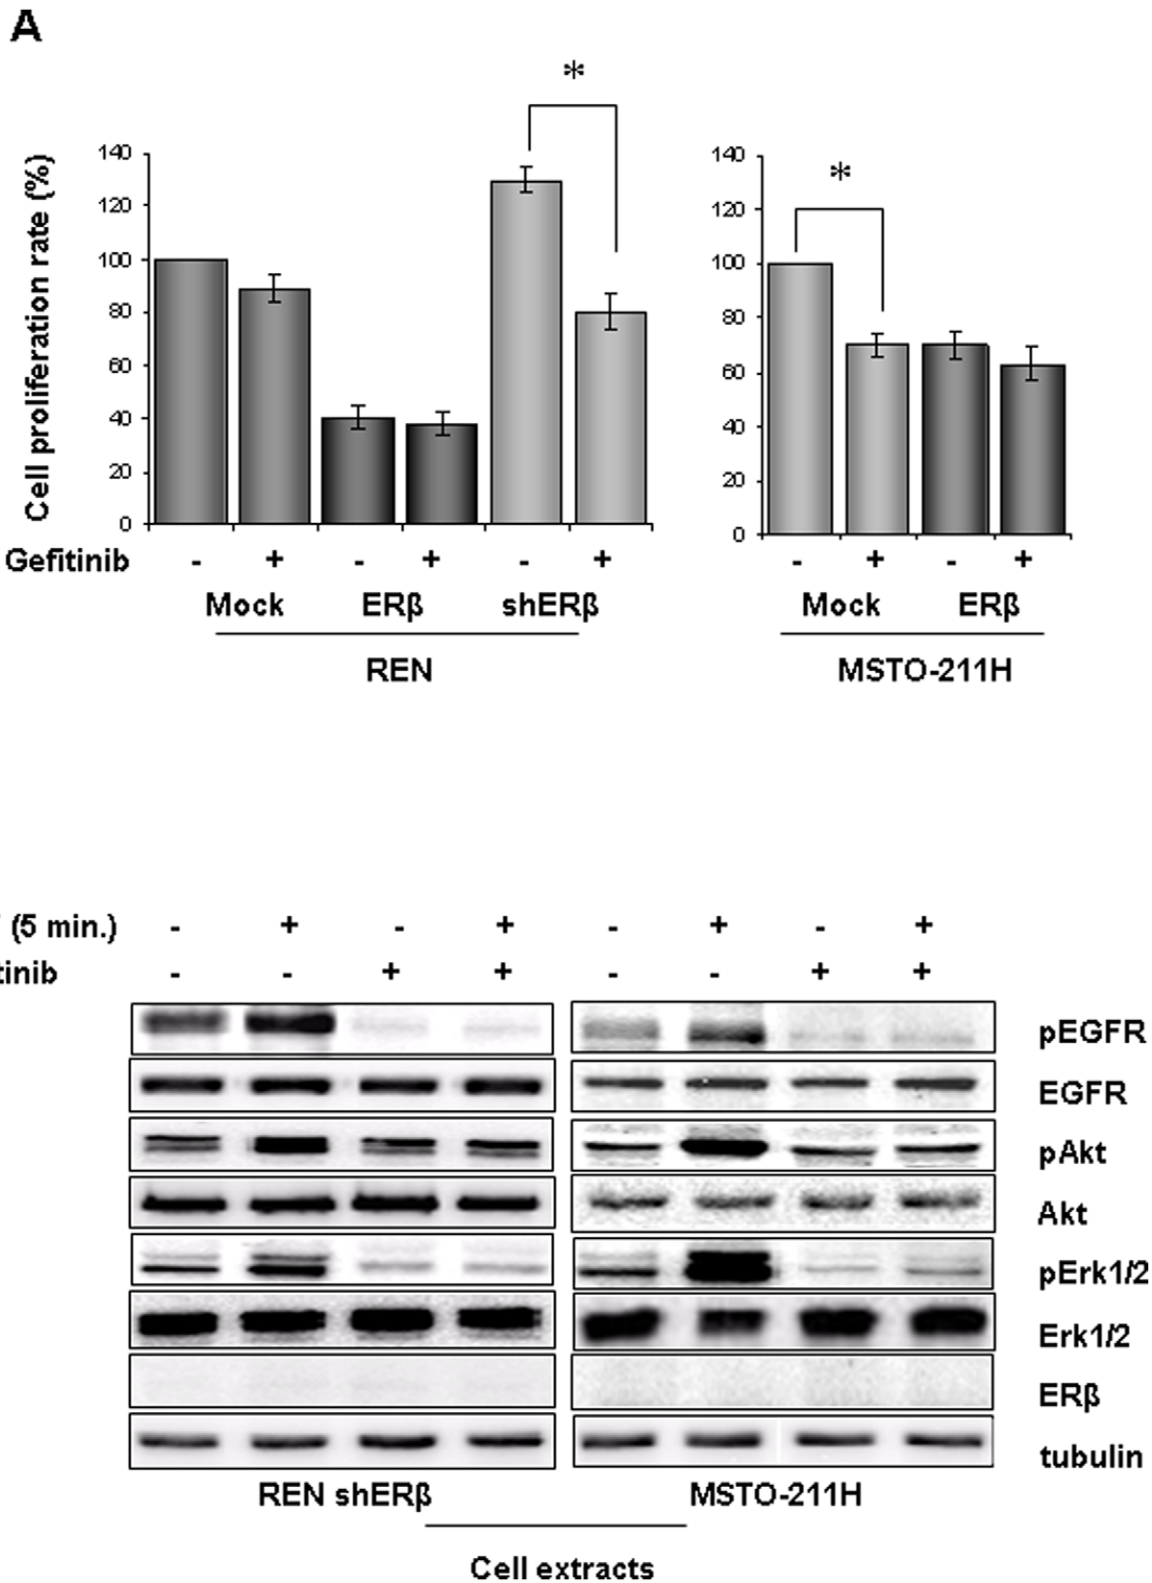 A
*
*
Cell proliferation rate (%)
140
120
100
80
60
40
20
0
140
120
100
80
60
40
20
0
Gefitinib - + - + - + - + - +
Mock ERβ shERβ Mock ERβ
REN MSTO-211H
(5 min.) - + - + - + - +
tinib - - + + - - + +
pEGFR
EGFR
pAkt
Akt
pErk1/2
Erk1/2
ERβ
tubulin
REN shERβ MSTO-211H
Cell extracts